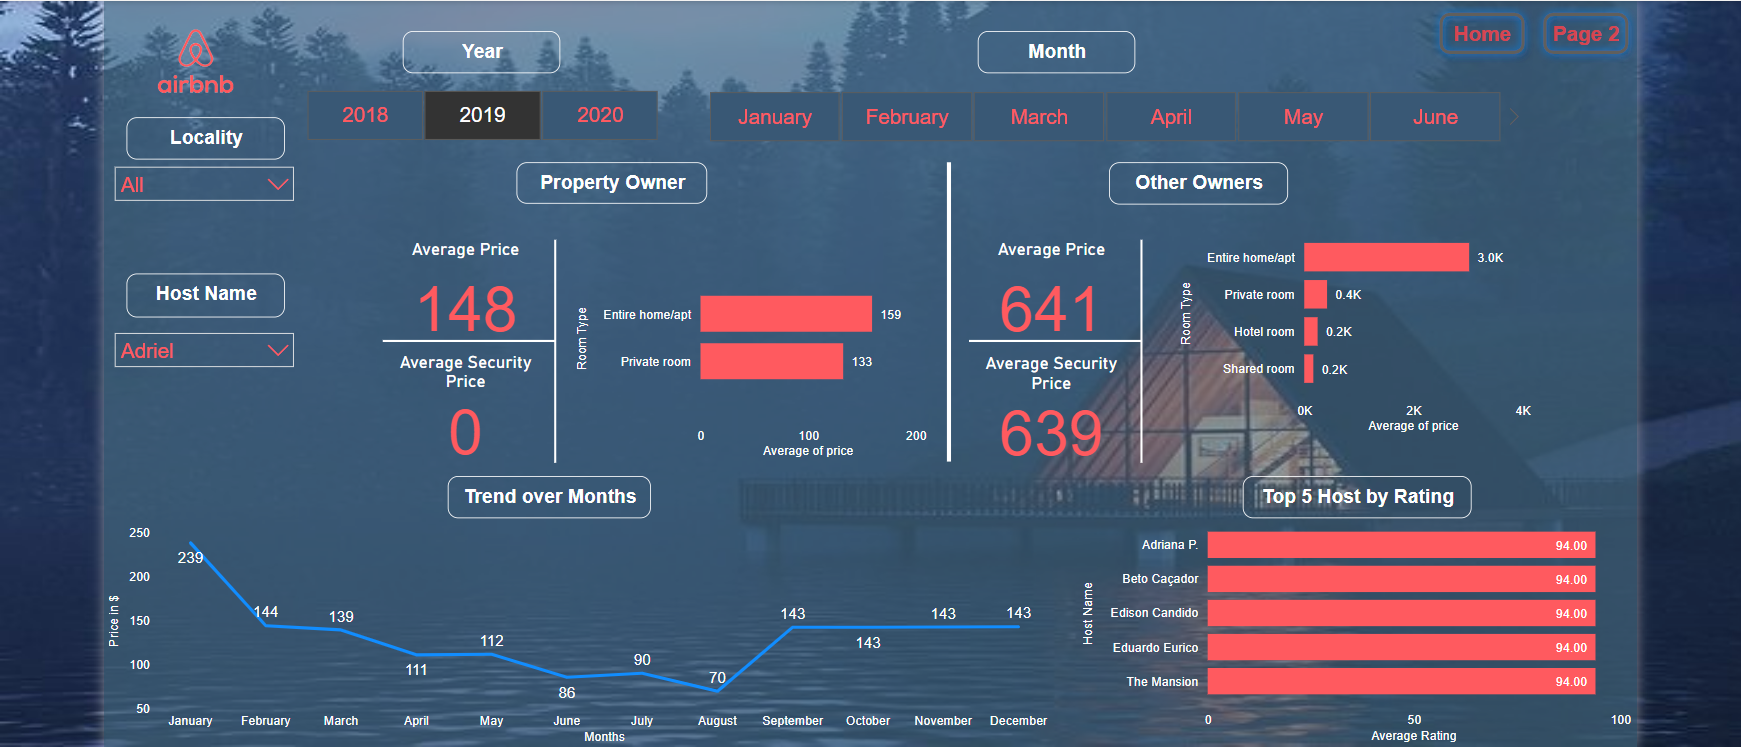 airbnb
Year
Month
Home
Page 2
2018
2019
2020
January
February
March
April
May
June
Locality
All
Host Name
Adriel
Property Owner
Average Price
148
Average Security
Price
0
Room Type
Entire home/apt
159
Private room
133
0
100
200
Average of price
Other Owners
Average Price
641
Average Security
Price
639
Room Type
Entire home/apt
3.0K
Private room
0.4K
Hotel room
0.2K
Shared room
0.2K
0K
2K
4K
Average of price
Trend over Months
Price in $
250
200
150
100
50
239
144
139
111
112
86
90
70
143
143
143
143
January
February
March
April
May
June
July
August
September
October
November
December
Months
Top 5 Host by Rating
Host Name
Adriana P.
94.00
Beto Caçador
94.00
Edison Candido
94.00
Eduardo Eurico
94.00
The Mansion
94.00
0
50
100
Average Rating